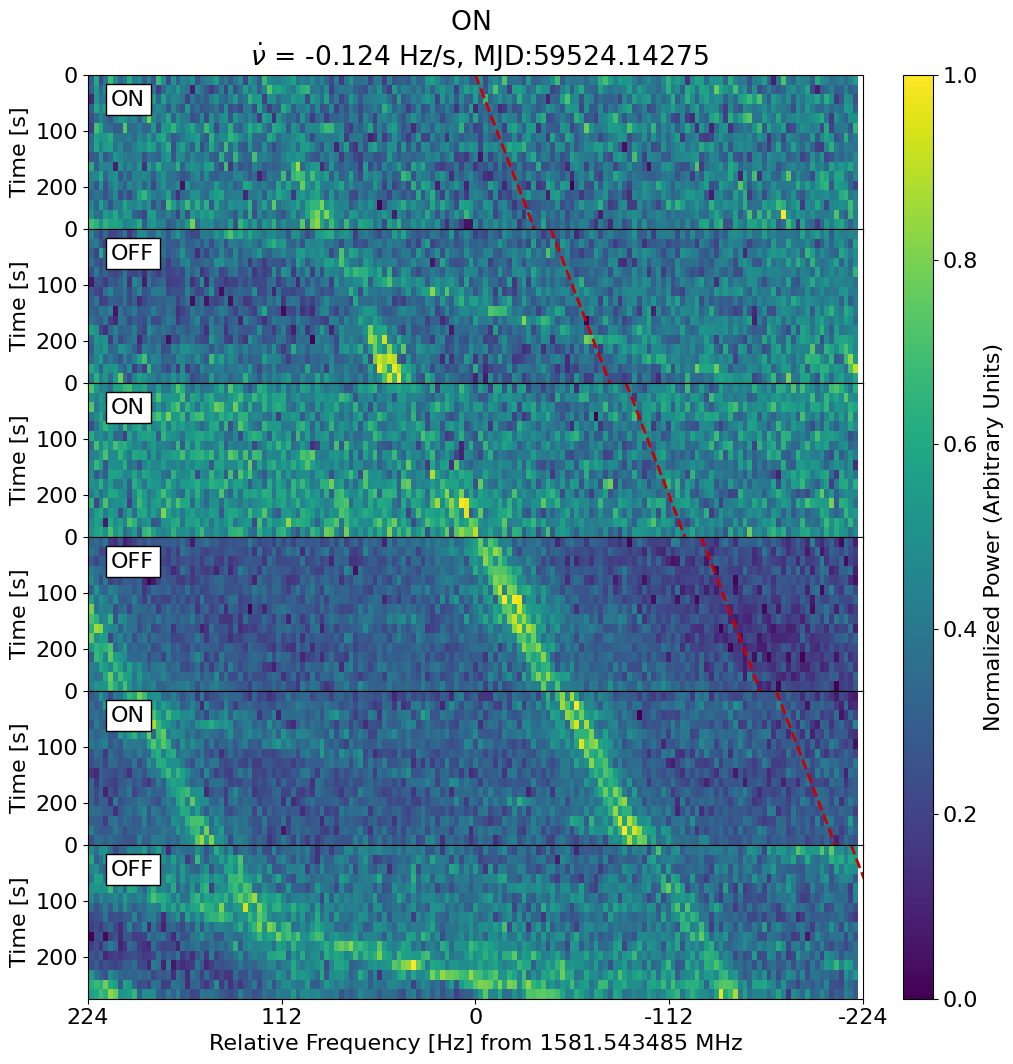 ON
ν̇ = -0.124 Hz/s, MJD:59524.14275
0
ON
100
200
Time [s]
0
OFF
100
200
Time [s]
0
ON
100
200
Time [s]
0
OFF
100
200
Time [s]
0
ON
100
200
Time [s]
0
OFF
100
200
Time [s]
224 112 0 -112 -224
Relative Frequency [Hz] from 1581.543485 MHz
1.0
0.8
0.6
0.4
0.2
0.0
Normalized Power (Arbitrary Units)